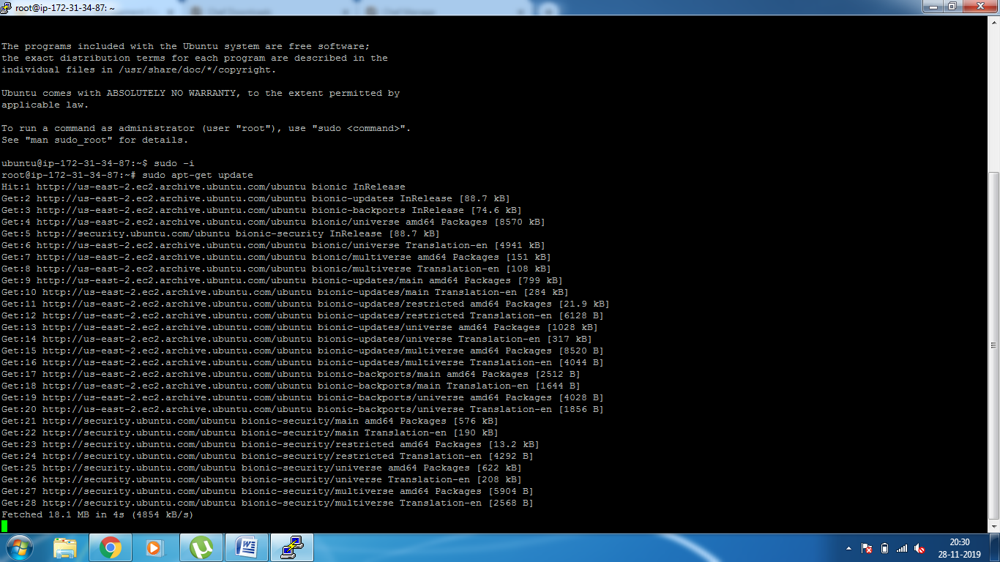 root@ip-172-31-34-87: ~
The programs included with the Ubuntu system are free software;
the exact distribution terms for each program are described in the
individual files in /usr/share/doc/*/copyright.
Ubuntu comes with ABSOLUTELY NO WARRANTY, to the extent permitted by
applicable law.
To run a command as administrator (user "root"), use "sudo <command>".
See "man sudo_root" for details.
ubuntu@ip-172-31-34-87:~$ sudo -i
root@ip-172-31-34-87:~# sudo apt-get update
Hit:1 http://us-east-2.ec2.archive.ubuntu.com/ubuntu bionic InRelease
Get:2 http://us-east-2.ec2.archive.ubuntu.com/ubuntu bionic-updates InRelease [88.7 kB]
Get:3 http://us-east-2.ec2.archive.ubuntu.com/ubuntu bionic-backports InRelease [74.6 kB]
Get:4 http://us-east-2.ec2.archive.ubuntu.com/ubuntu bionic/universe amd64 Packages [8570 kB]
Get:5 http://security.ubuntu.com/ubuntu bionic-security InRelease [88.7 kB]
Get:6 http://us-east-2.ec2.archive.ubuntu.com/ubuntu bionic/universe Translation-en [4941 kB]
Get:7 http://us-east-2.ec2.archive.ubuntu.com/ubuntu bionic/multiverse amd64 Packages [151 kB]
Get:8 http://us-east-2.ec2.archive.ubuntu.com/ubuntu bionic/multiverse Translation-en [108 kB]
Get:9 http://us-east-2.ec2.archive.ubuntu.com/ubuntu bionic-updates/main amd64 Packages [799 kB]
Get:10 http://us-east-2.ec2.archive.ubuntu.com/ubuntu bionic-updates/main Translation-en [284 kB]
Get:11 http://us-east-2.ec2.archive.ubuntu.com/ubuntu bionic-updates/restricted amd64 Packages [21.9 kB]
Get:12 http://us-east-2.ec2.archive.ubuntu.com/ubuntu bionic-updates/restricted Translation-en [6128 B]
Get:13 http://us-east-2.ec2.archive.ubuntu.com/ubuntu bionic-updates/universe amd64 Packages [1028 kB]
Get:14 http://us-east-2.ec2.archive.ubuntu.com/ubuntu bionic-updates/universe Translation-en [317 kB]
Get:15 http://us-east-2.ec2.archive.ubuntu.com/ubuntu bionic-updates/multiverse amd64 Packages [8520 B]
Get:16 http://us-east-2.ec2.archive.ubuntu.com/ubuntu bionic-updates/multiverse Translation-en [4044 B]
Get:17 http://us-east-2.ec2.archive.ubuntu.com/ubuntu bionic-backports/main amd64 Packages [2512 B]
Get:18 http://us-east-2.ec2.archive.ubuntu.com/ubuntu bionic-backports/main Translation-en [1644 B]
Get:19 http://us-east-2.ec2.archive.ubuntu.com/ubuntu bionic-backports/universe amd64 Packages [4028 B]
Get:20 http://us-east-2.ec2.archive.ubuntu.com/ubuntu bionic-backports/universe Translation-en [1856 B]
Get:21 http://security.ubuntu.com/ubuntu bionic-security/main amd64 Packages [576 kB]
Get:22 http://security.ubuntu.com/ubuntu bionic-security/main Translation-en [190 kB]
Get:23 http://security.ubuntu.com/ubuntu bionic-security/restricted amd64 Packages [13.2 kB]
Get:24 http://security.ubuntu.com/ubuntu bionic-security/restricted Translation-en [4292 B]
Get:25 http://security.ubuntu.com/ubuntu bionic-security/universe amd64 Packages [622 kB]
Get:26 http://security.ubuntu.com/ubuntu bionic-security/universe Translation-en [208 kB]
Get:27 http://security.ubuntu.com/ubuntu bionic-security/multiverse amd64 Packages [5904 B]
Get:28 http://security.ubuntu.com/ubuntu bionic-security/multiverse Translation-en [2568 B]
Fetched 18.1 MB in 4s (4854 kB/s)
20:30
28-11-2019